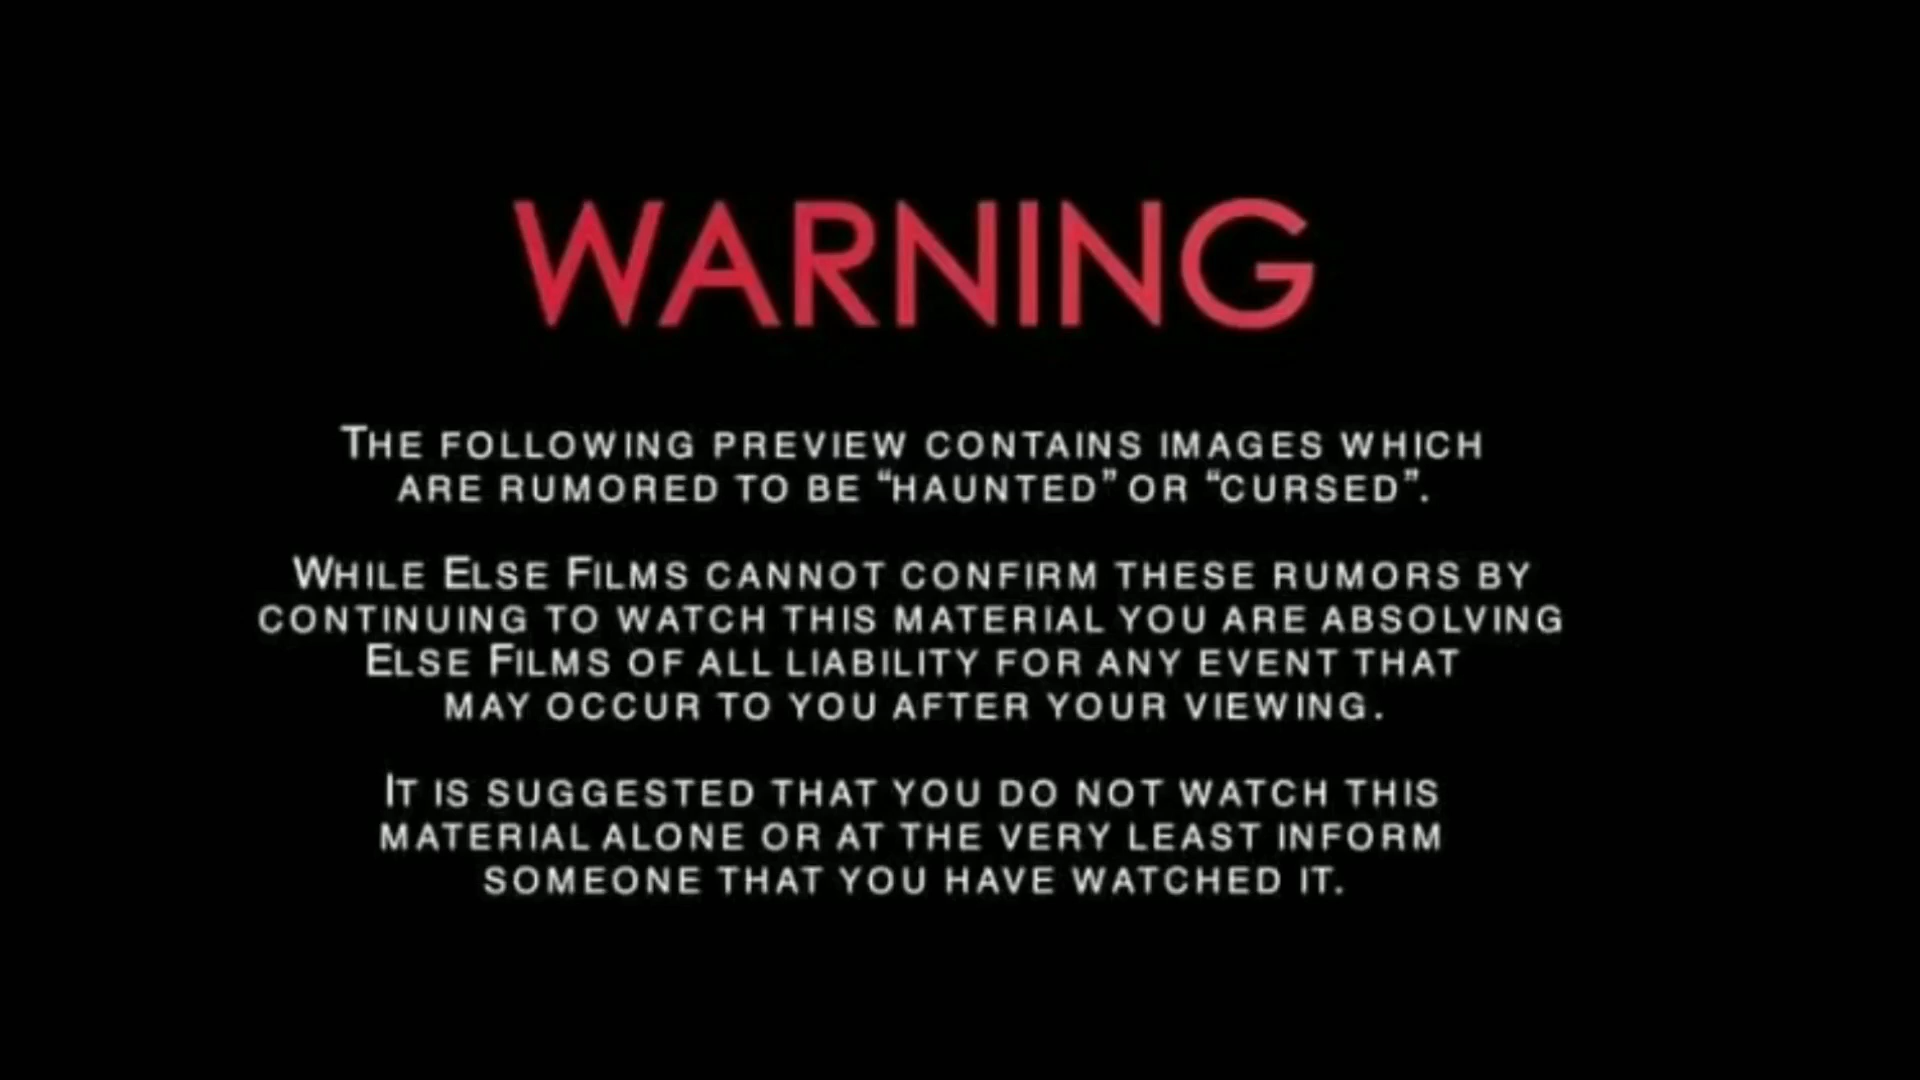 WARNING
THE FOLLOWING PREVIEW CONTAINS IMAGES WHICH
ARE RUMORED TO BE “HAUNTED” OR “CURSED”.
WHILE ELSE FILMS CANNOT CONFIRM THESE RUMORS BY
CONTINUING TO WATCH THIS MATERIAL YOU ARE ABSOLVING
ELSE FILMS OF ALL LIABILITY FOR ANY EVENT THAT
MAY OCCUR TO YOU AFTER YOUR VIEWING.
IT IS SUGGESTED THAT YOU DO NOT WATCH THIS
MATERIAL ALONE OR AT THE VERY LEAST INFORM
SOMEONE THAT YOU HAVE WATCHED IT.